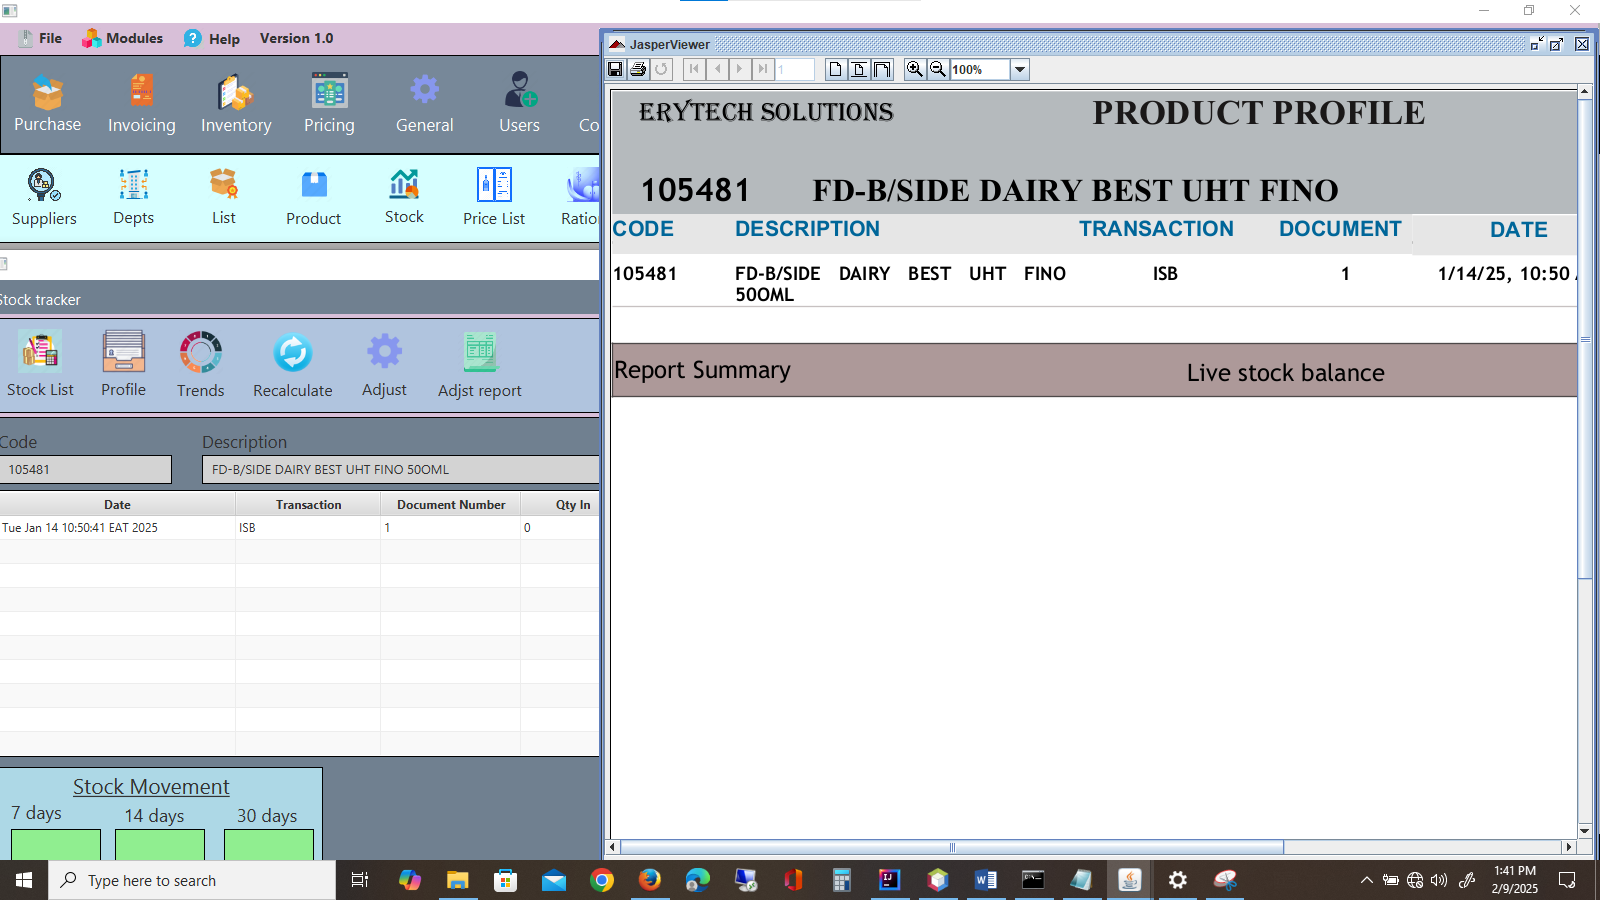 File Modules Help Version 1.0
JasperViewer
1 100%
Purchase Invoicing Inventory Pricing General Users Co
Suppliers Depts List Product Stock Price List Ratio
Stock tracker
Stock List Profile Trends Recalculate Adjust Adjst report
Code Description
105481 FD-B/SIDE DAIRY BEST UHT FINO 50OML
Date Transaction Document Number Qty In
Tue Jan 14 10:50:41 EAT 2025 ISB 1 0
Stock Movement
7 days 14 days 30 days
ERYTECH SOLUTIONS PRODUCT PROFILE
105481 FD-B/SIDE DAIRY BEST UHT FINO
CODE DESCRIPTION TRANSACTION DOCUMENT DATE
105481 FD-B/SIDE DAIRY BEST UHT FINO ISB 1 1/14/25, 10:50
50OML
Report Summary Live stock balance
Type here to search
1:41 PM
2/9/2025